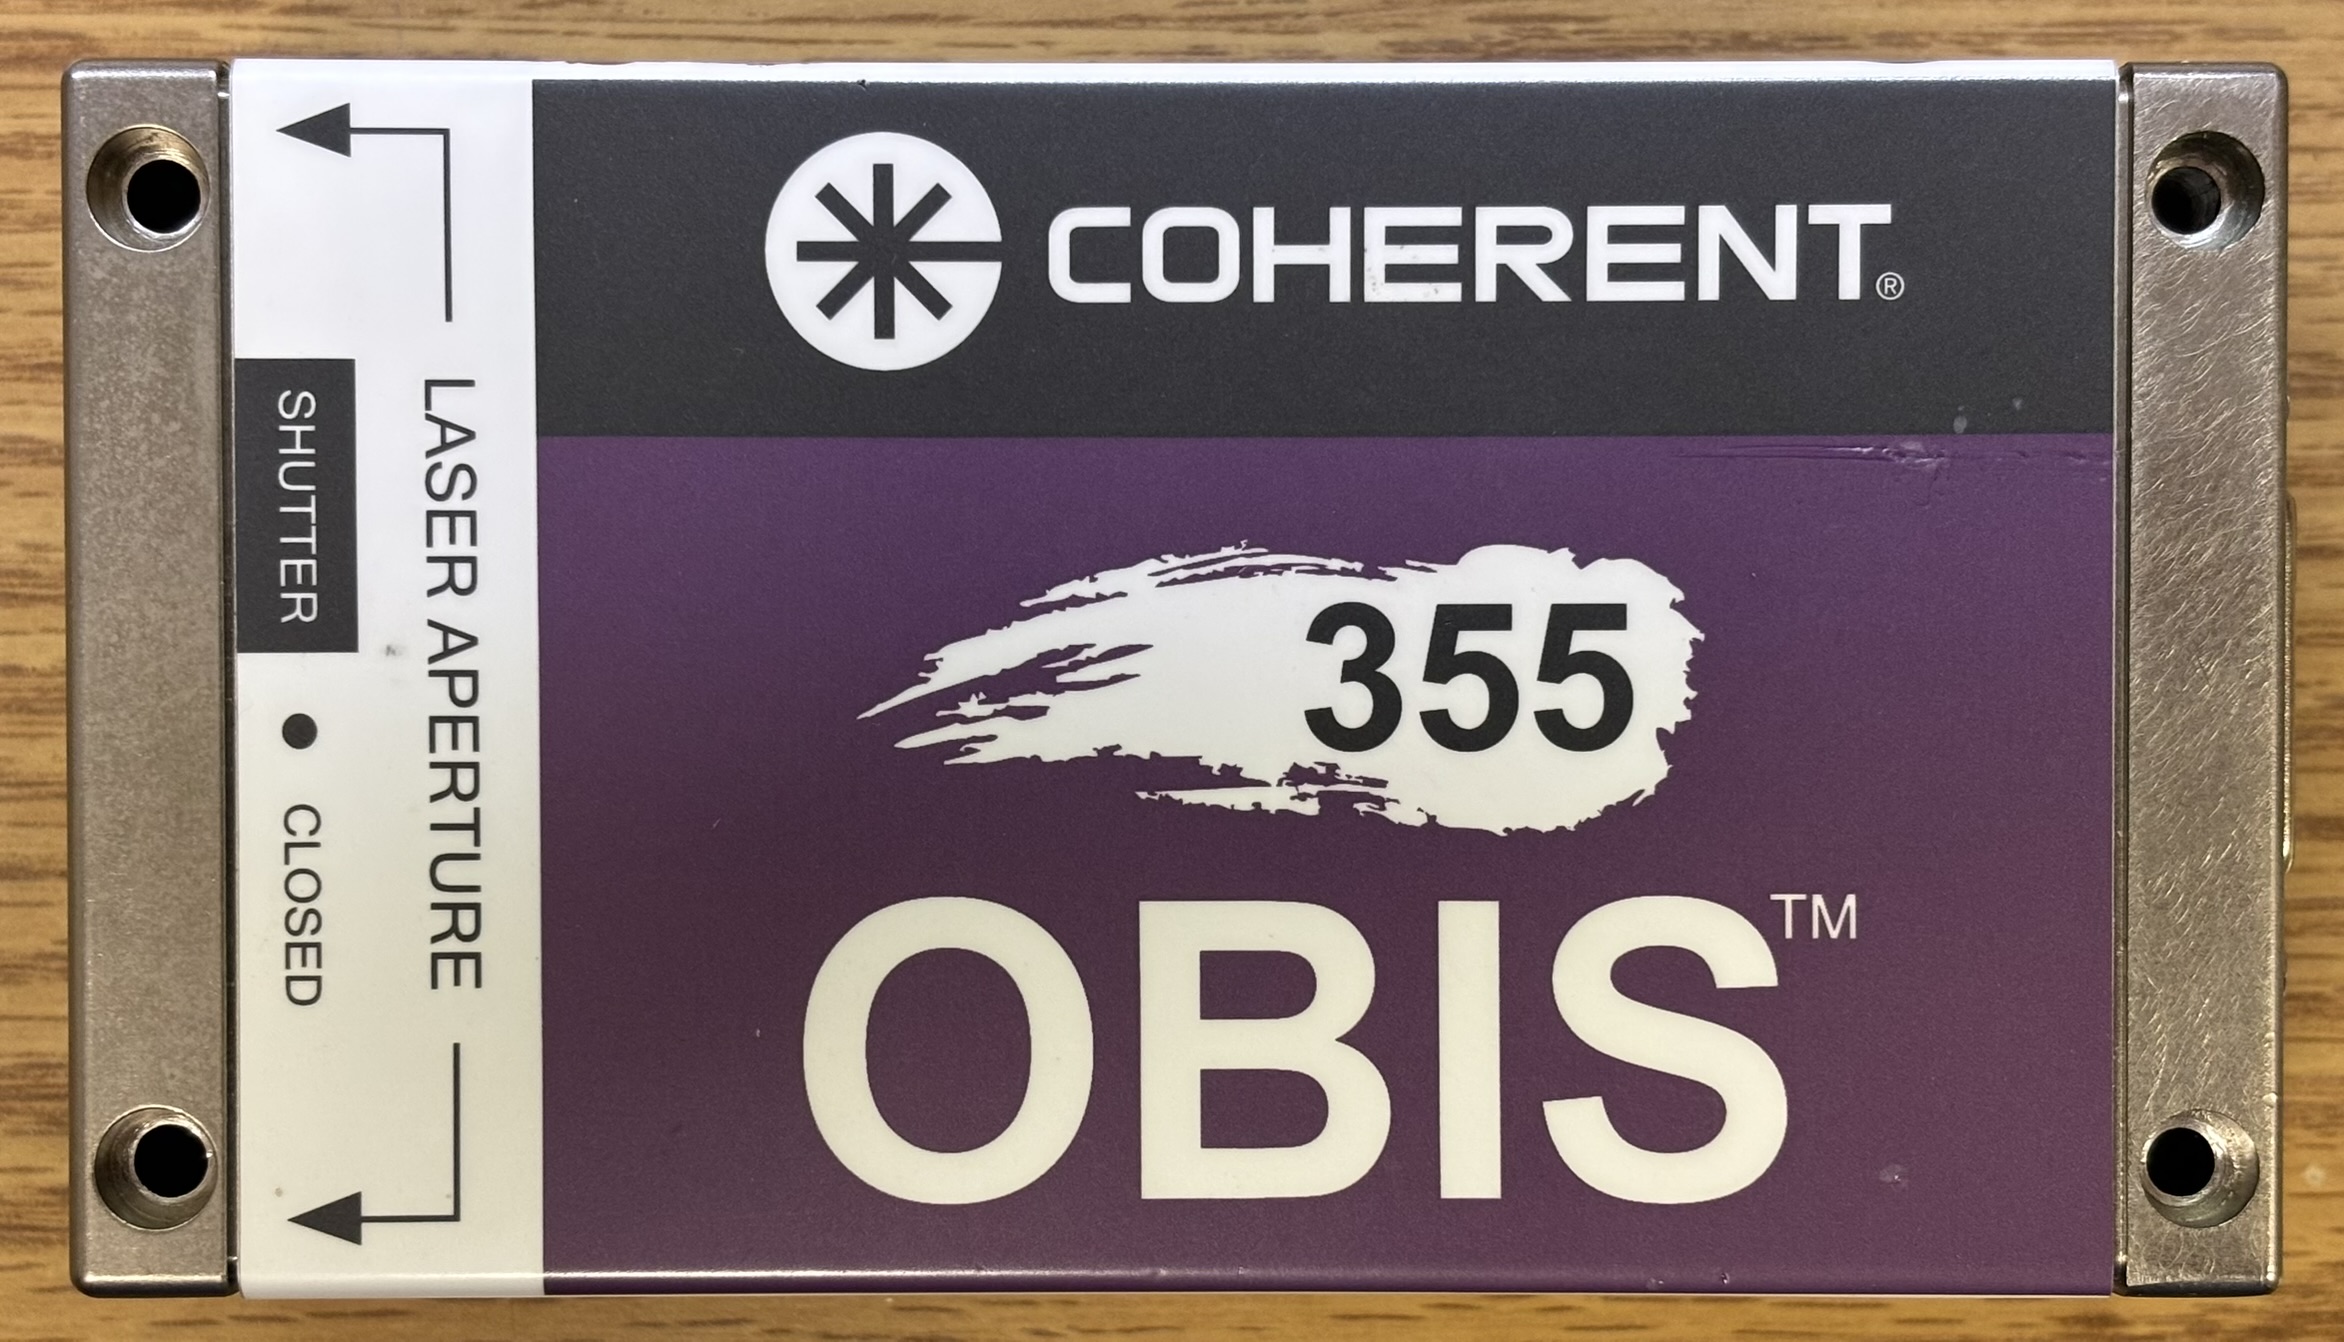 COHERENT®
355
OBIS™
LASER APERTURE
SHUTTER ● CLOSED